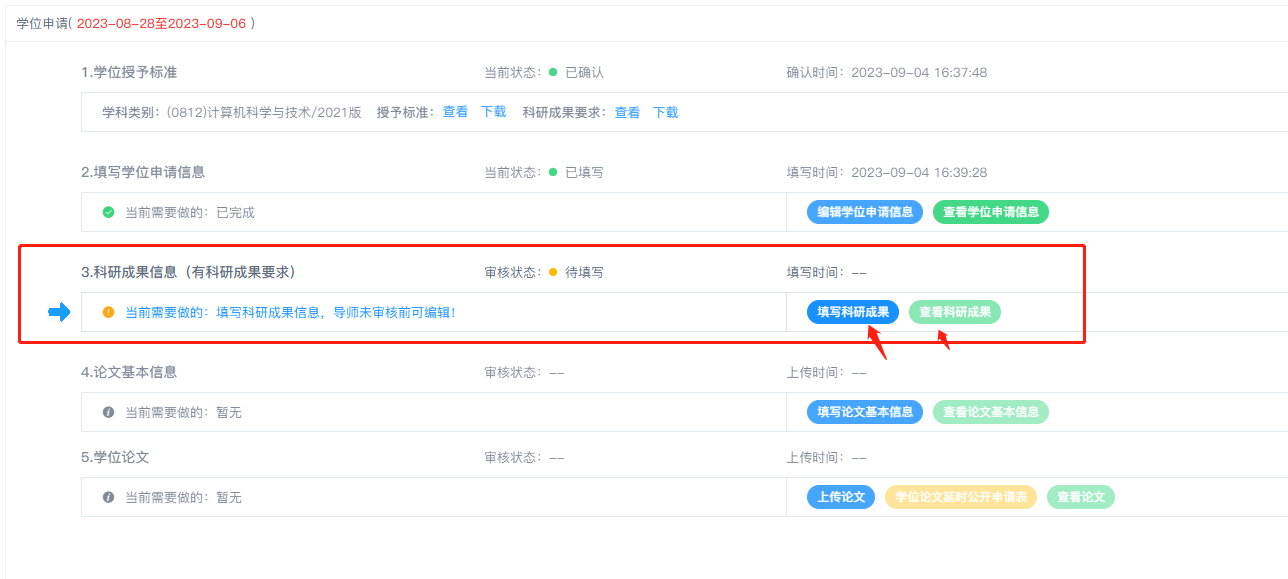 学位申请( 2023-08-28至2023-09-06 )
1.学位授予标准 当前状态： 已确认 确认时间：2023-09-04 16:37:48
学科类别：(0812)计算机科学与技术/2021版 授予标准：查看 下载 科研成果要求：查看 下载
2.填写学位申请信息 当前状态： 已填写 填写时间：2023-09-04 16:39:28
当前需要做的：已完成 编辑学位申请信息 查看学位申请信息
3.科研成果信息（有科研成果要求） 审核状态： 待填写 填写时间：--
当前需要做的：填写科研成果信息，导师未审核前可编辑！ 填写科研成果 查看科研成果
4.论文基本信息 审核状态：-- 上传时间：--
当前需要做的：暂无 填写论文基本信息 查看论文基本信息
5.学位论文 审核状态：-- 上传时间：--
当前需要做的：暂无 上传论文 学位论文延时公开申请表 查看论文